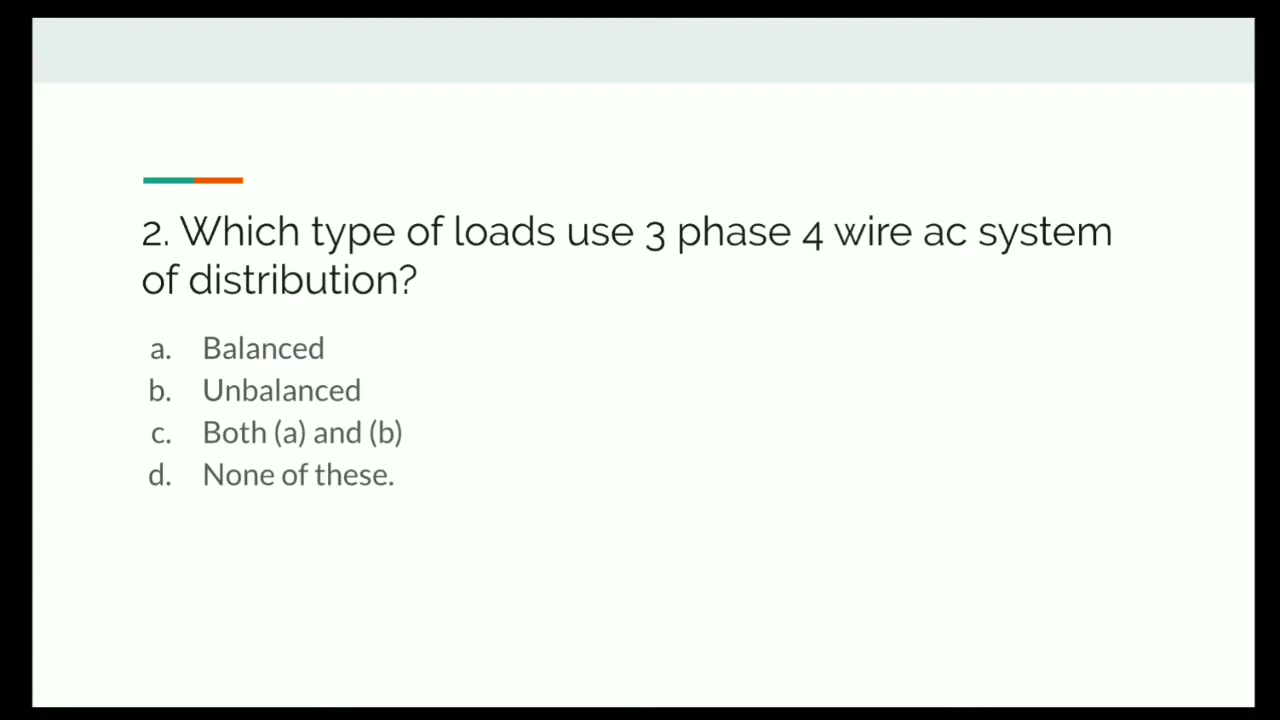 2. Which type of loads use 3 phase 4 wire ac system
of distribution?
a. Balanced
b. Unbalanced
c. Both (a) and (b)
d. None of these.